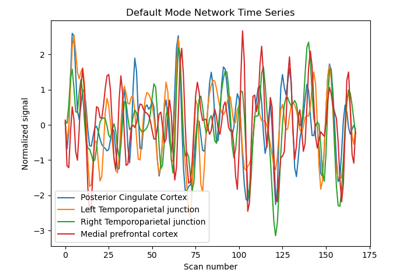 Default Mode Network Time Series
Normalized signal
2
1
0
−1
−2
−3
Posterior Cingulate Cortex
Left Temporoparietal junction
Right Temporoparietal junction
Medial prefrontal cortex
0 25 50 75 100 125 150 175
Scan number